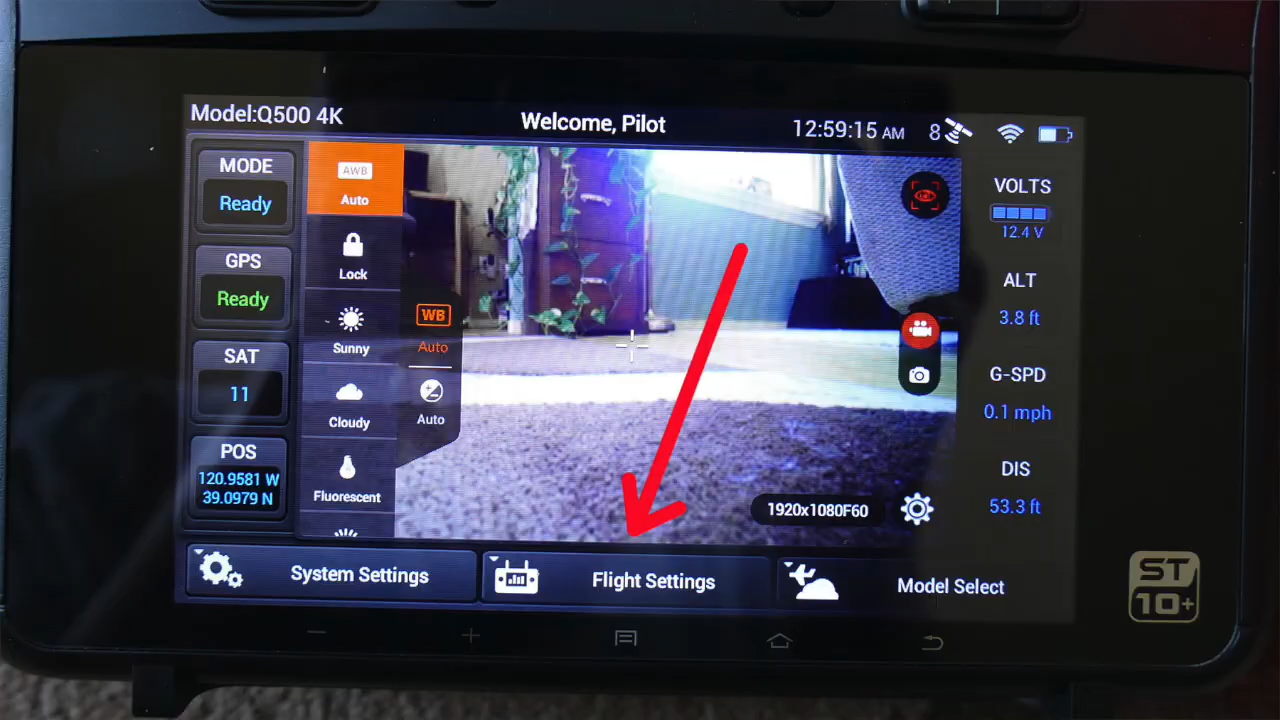 Model:Q500 4K
Welcome, Pilot
12:59:15 AM
8
MODE
Ready
GPS
Ready
SAT
11
POS
120.9581 W
39.0979 N
AWB
Auto
Lock
Sunny
Cloudy
Fluorescent
WB
Auto
Auto
1920x1080F60
VOLTS
12.4 V
ALT
3.8 ft
G-SPD
0.1 mph
DIS
53.3 ft
System Settings
Flight Settings
Model Select
ST
10+